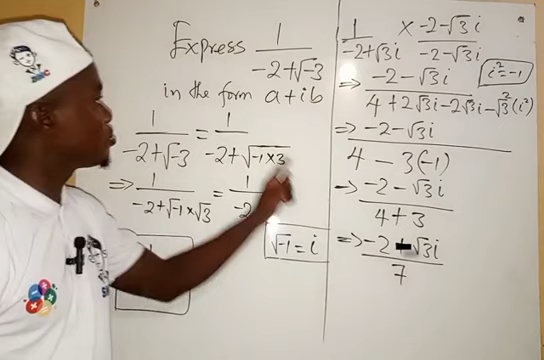 Express 1/(-2+√-3)
in the form a+ib
1/(-2+√-3) = 1/(-2+√-1×3)
⇒ 1/(-2+√-1×√3) = 1/-2
√-1 = i
1/(-2+√3i) × (-2-√3i)/(-2-√3i)
i²=-1
⇒ (-2-√3i)/(4+2√3i-2√3i-√3²(i²))
⇒ (-2-√3i)/(4-3(-1))
⇒ (-2-√3i)/(4+3)
⇒ (-2-√3i)/7